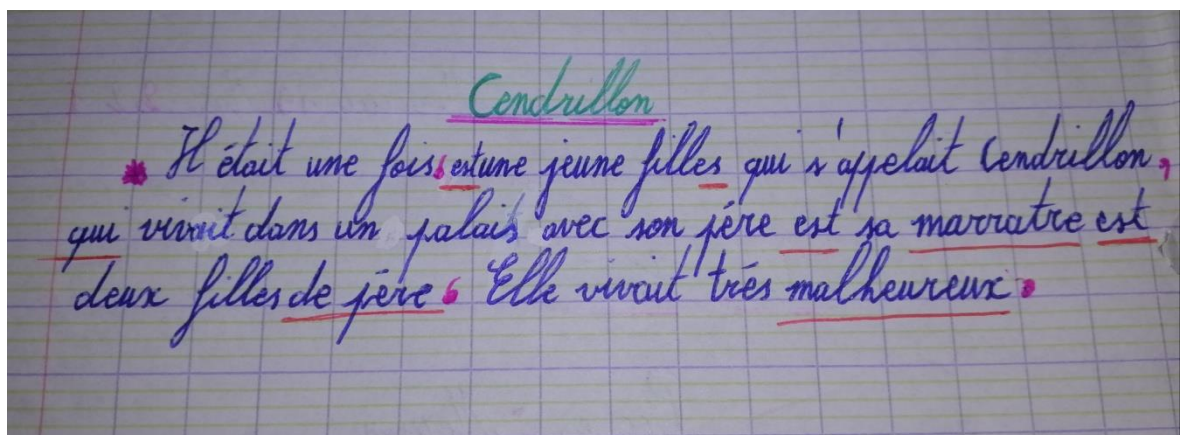 Cendrillon
* Il était une fois, est une jeune filles qui s'appelait Cendrillon,
qui vivait dans un palais avec son père est sa marratre est
deux filles de père. Elle vivait très malheureux.